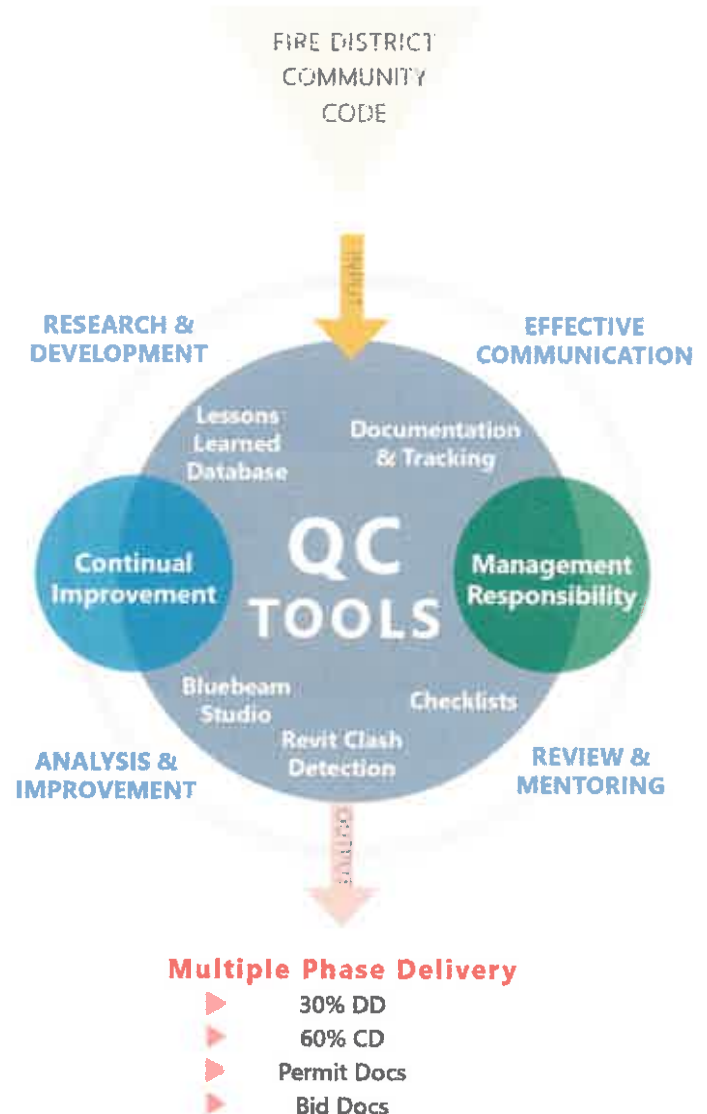 FIRE DISTRICT
COMMUNITY
CODE
INPUT
RESEARCH &
DEVELOPMENT
EFFECTIVE
COMMUNICATION
Lessons
Learned
Database
Documentation
& Tracking
Continual
Improvement
QC
TOOLS
Management
Responsibility
Bluebeam
Studio
Checklists
Revit Clash
Detection
ANALYSIS &
IMPROVEMENT
REVIEW &
MENTORING
OUTPUT
Multiple Phase Delivery
30% DD
60% CD
Permit Docs
Bid Docs